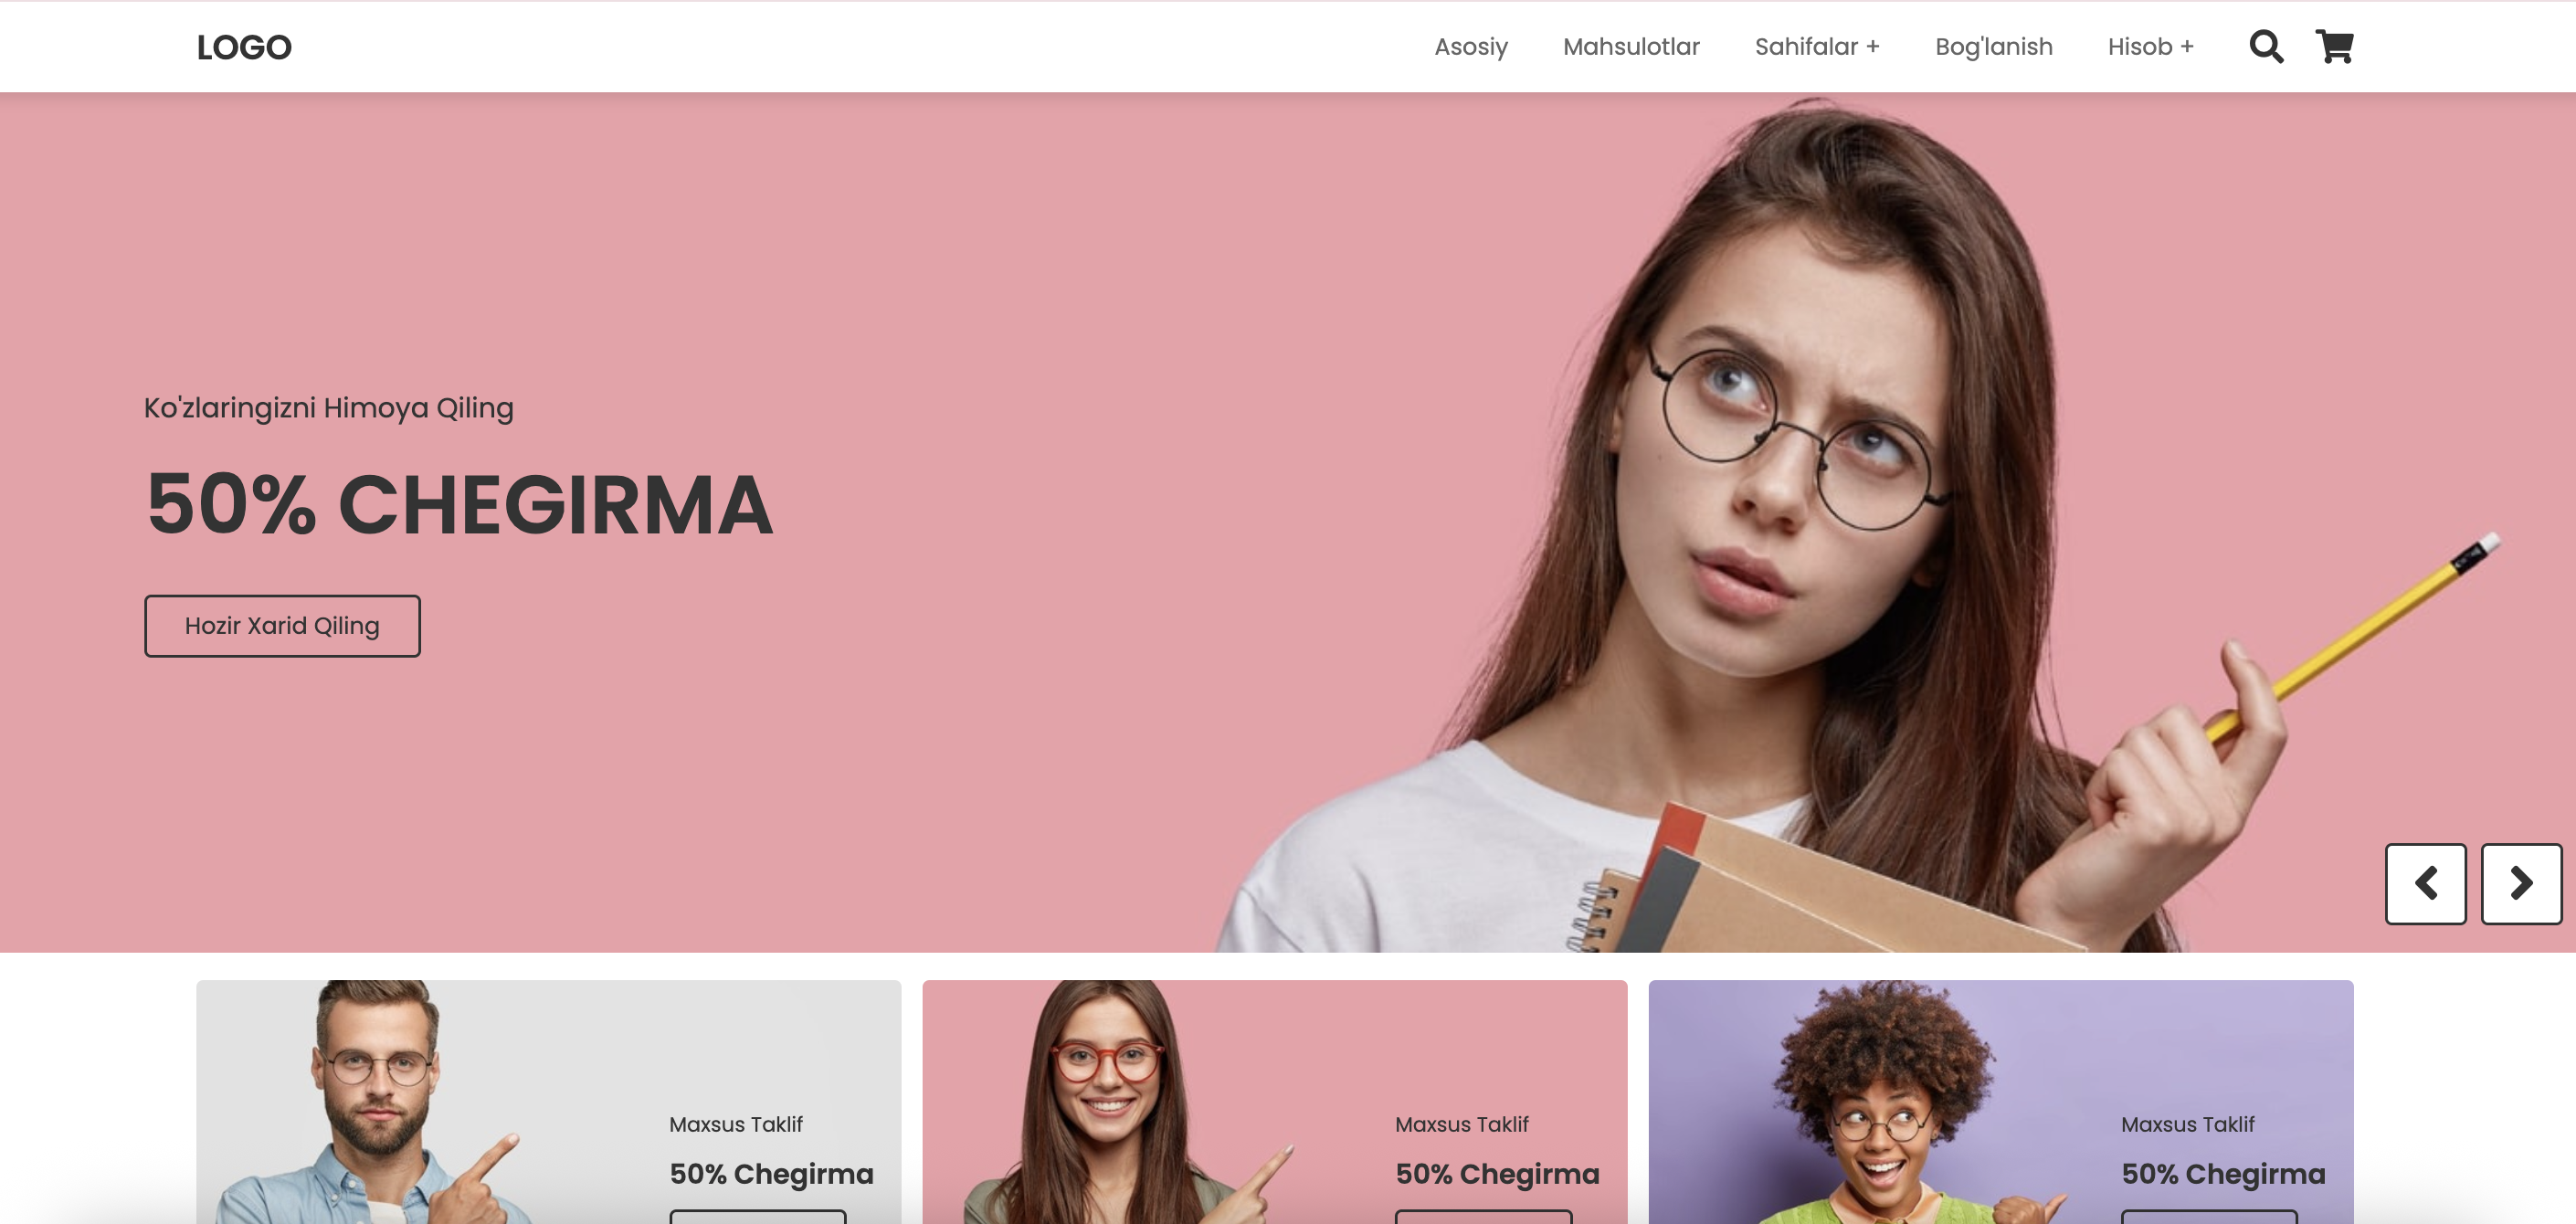 LOGO
Asosiy
Mahsulotlar
Sahifalar +
Bog'lanish
Hisob +
Ko'zlaringizni Himoya Qiling
50% CHEGIRMA
Hozir Xarid Qiling
Maxsus Taklif
50% Chegirma
Maxsus Taklif
50% Chegirma
Maxsus Taklif
50% Chegirma